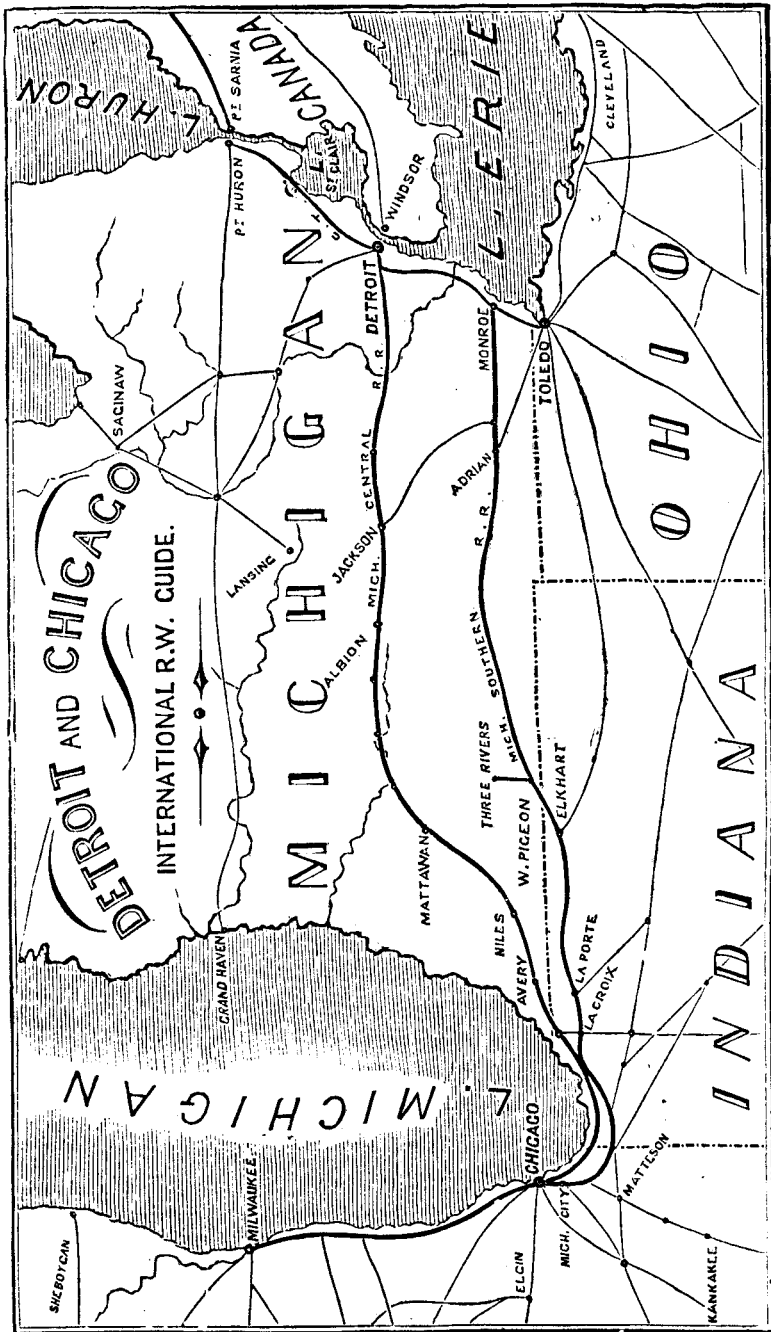 DETROIT AND CHICAGO
INTERNATIONAL R.W. GUIDE.
SHEBOYGAN
MILWAUKEE
L. MICHIGAN
GRAND HAVEN
SAGINAW
L. HURON
PT SARNIA
PT HURON
CANADA
L. ST CLAIR
G. T. R.
WINDSOR
MICHIGAN
LANSING
DETROIT
MICH. CENTRAL R. R.
JACKSON
ALBION
MATTAWAN
NILES
AVERY
THREE RIVERS
W. PIGEON
MICH. SOUTHERN R. R.
ADRIAN
MONROE
L. ERIE
TOLEDO
CLEVELAND
ELKHART
LA PORTE
LA CROIX
CHICAGO
MICH. CITY
ELGIN
MATTESON
KANKAKEE
INDIANA
OHIO